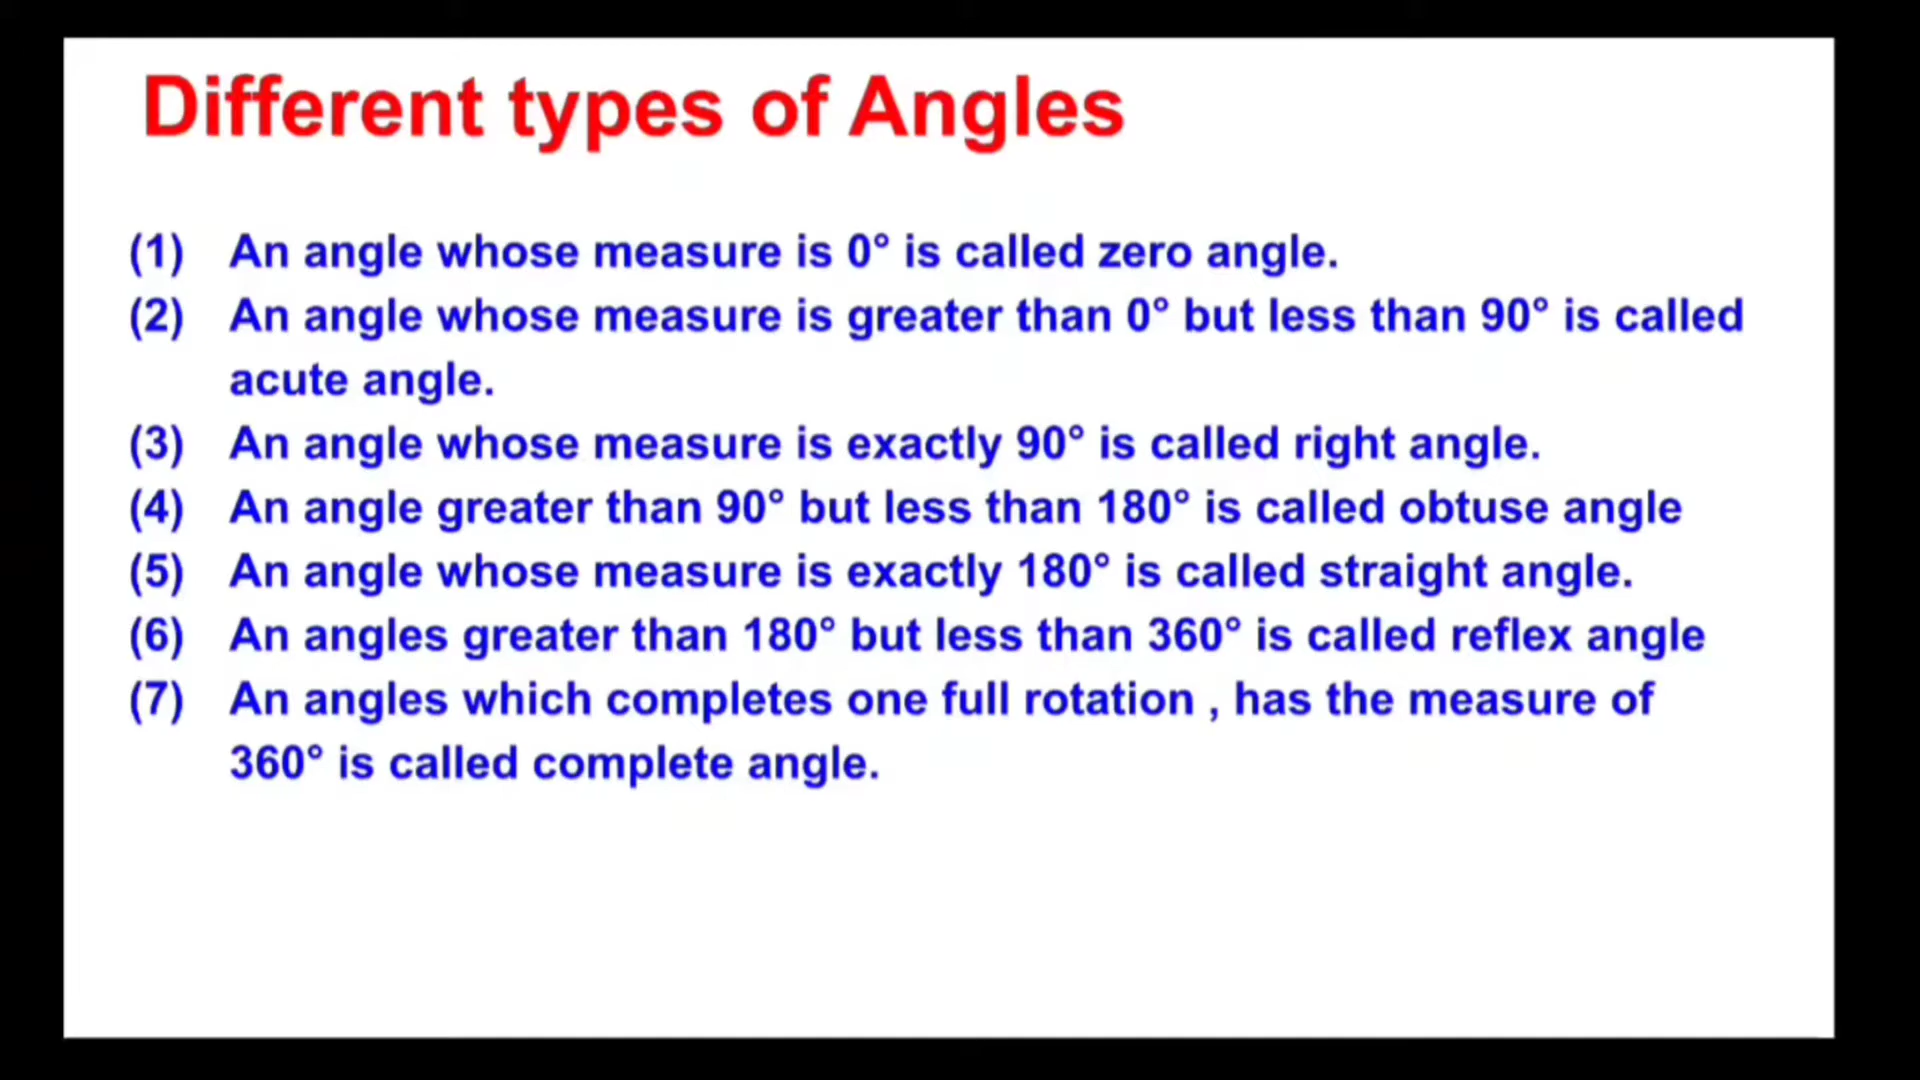 Different types of Angles
(1) An angle whose measure is 0° is called zero angle.
(2) An angle whose measure is greater than 0° but less than 90° is called
acute angle.
(3) An angle whose measure is exactly 90° is called right angle.
(4) An angle greater than 90° but less than 180° is called obtuse angle
(5) An angle whose measure is exactly 180° is called straight angle.
(6) An angles greater than 180° but less than 360° is called reflex angle
(7) An angles which completes one full rotation , has the measure of
360° is called complete angle.